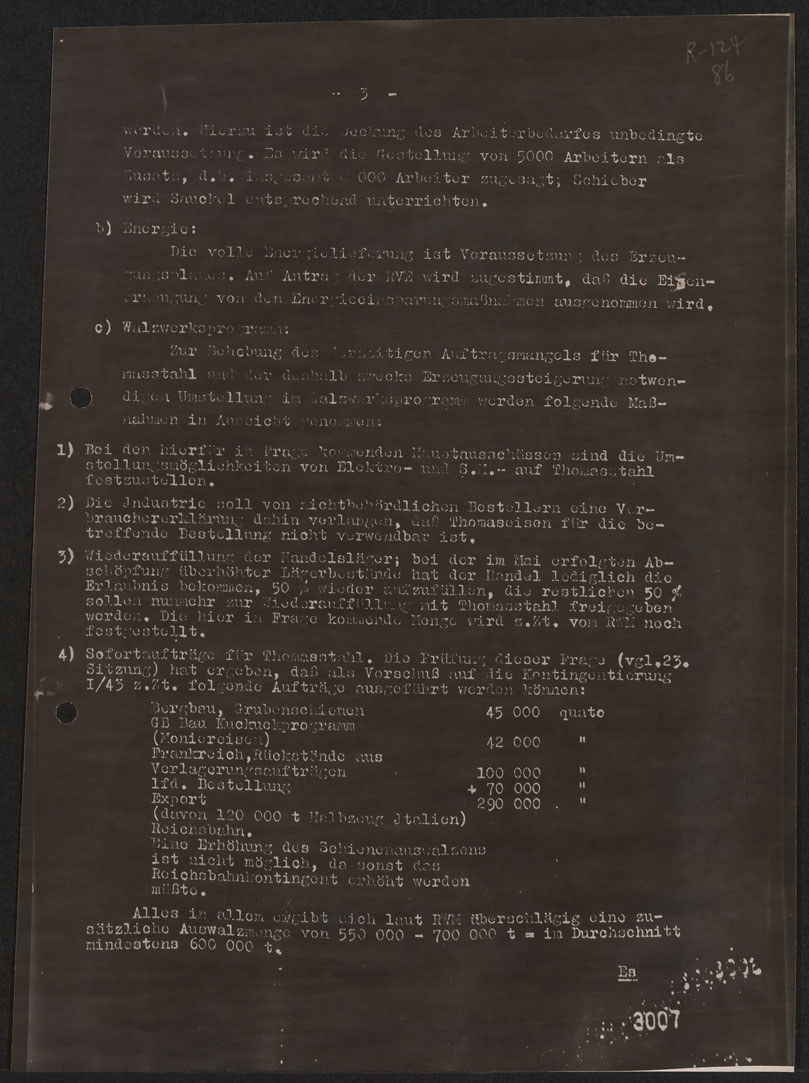 R-124
86
- 3 -
werden. Hierzu ist die Deckung des Arbeiterbedarfes unbedingte
Voraussetzung. Es wird die Gestellung von 5000 Arbeitern als
Zusatz, d.h. insgesamt 000 Arbeiter zugesagt; Schieber
wird Sauckel entsprechend unterrichten.
b) Energie:
Die volle Energielieferung ist Voraussetzung des Erzeu-
gungsplanes. Auf Antrag der RVE wird zugestimmt, daß die Eigen-
erzeugung von den Energieeinsparungsmaßnahmen ausgenommen wird.
c) Walzwerksprogramm:
Zur Behebung des derzeitigen Auftragsmangels für Tho-
masstahl und der deshalb zwecks Erzeugungssteigerung notwen-
digen Umstellung im Walzwerksprogramm werden folgende Maß-
nahmen in Aussicht genommen:
1) Bei den hierfür in Frage kommenden Hauptausschüssen sind die Um-
stellungsmöglichkeiten von Elektro- und S.M.- auf Thomasstahl
festzustellen.
2) Die Jndustrie soll von nichtbehördlichen Bestellern eine Ver-
brauchererklärung dahin verlangen, daß Thomaseisen für die be-
treffende Bestellung nicht verwendbar ist.
3) Wiederauffüllung der Handelsläger; bei der im Mai erfolgten Ab-
schöpfung überhöhter Lagerbestände hat der Handel lediglich die
Erlaubnis bekommen, 50 % wieder aufzufüllen, die restlichen 50 %
sollen nunmehr zur Wiederauffüllung mit Thomasstahl freigegeben
werden. Die hier in Frage kommende Menge wird z.Zt. vom RWM noch
festgestellt.
4) Sofortaufträge für Thomasstahl. Die Prüfung dieser Frage (vgl.23.
Sitzung) hat ergeben, daß als Vorschuß auf die Kontingentierung
I/43 z.Zt. folgende Aufträge ausgeführt werden können:
Bergbau, Grubenschienen 45 000 quato
GB Bau Kuckuckprogramm
(Moniereisen) 42 000 "
Frankreich,Rückstände aus
Verlagerungsaufträgen 100 000 "
lfd. Bestellung + 70 000 "
Export 290 000 . "
(davon 120 000 t Halbzeug Jtalien)
Reichsbahn.
Eine Erhöhung des Schienenauswalzens
ist nicht möglich, da sonst das
Reichsbahnkontingent erhöht werden
müßte.
Alles in allem ergibt sich laut RWM überschlägig eine zu-
sätzliche Auswalzmenge von 550 000 - 700 000 t = im Durchschnitt
mindestens 600 000 t.
Es
3007